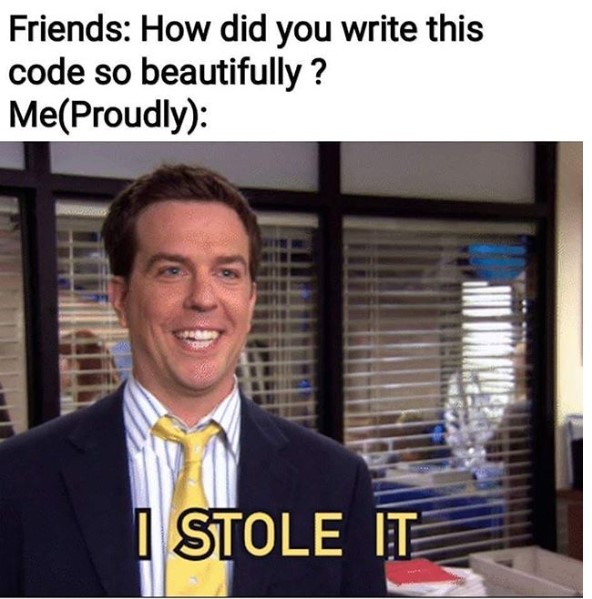 Friends: How did you write this
code so beautifully ?
Me(Proudly):
I STOLE IT